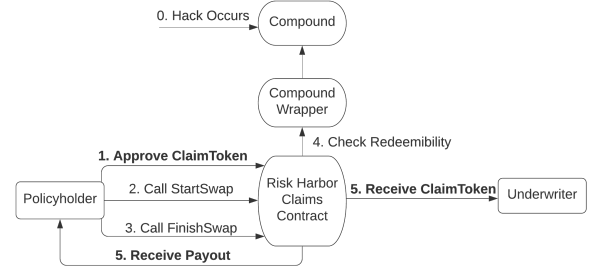 0. Hack Occurs
Compound
Compound
Wrapper
4. Check Redeemibility
1. Approve ClaimToken
Policyholder
2. Call StartSwap
Risk Harbor
Claims
Contract
5. Receive ClaimToken
Underwriter
3. Call FinishSwap
5. Receive Payout